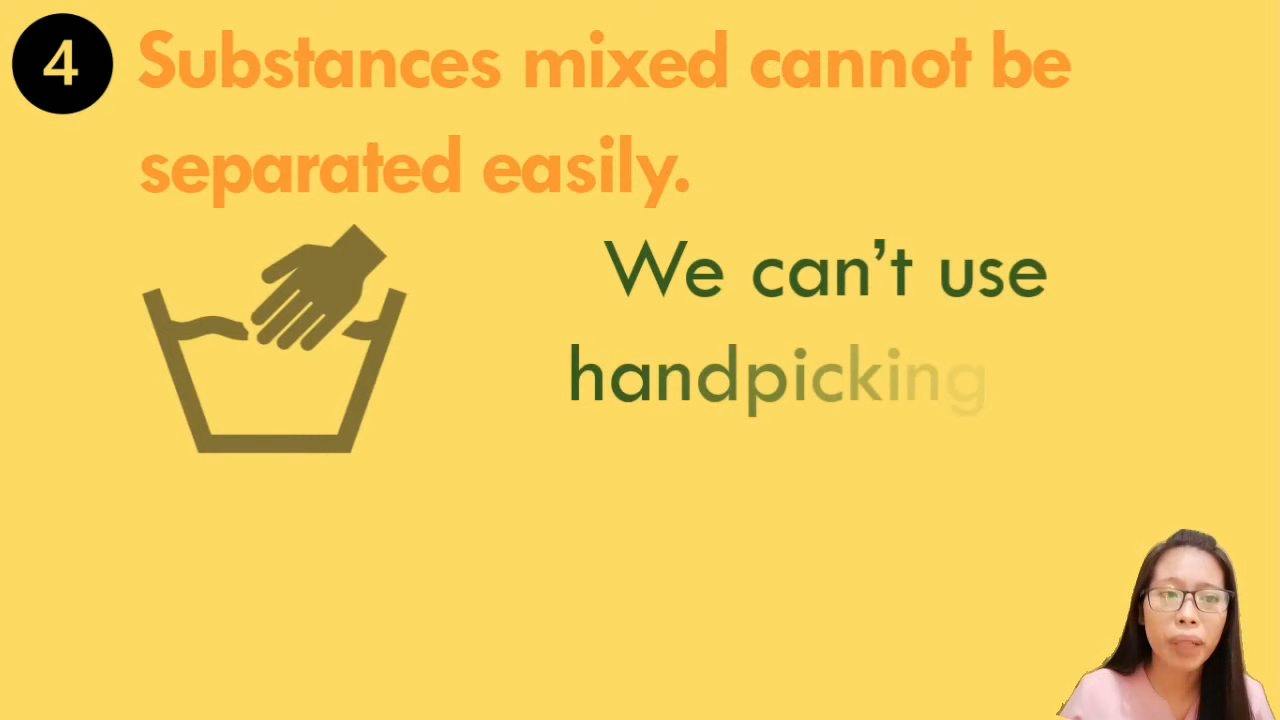 4 Substances mixed cannot be
separated easily.
We can't use
handpicking